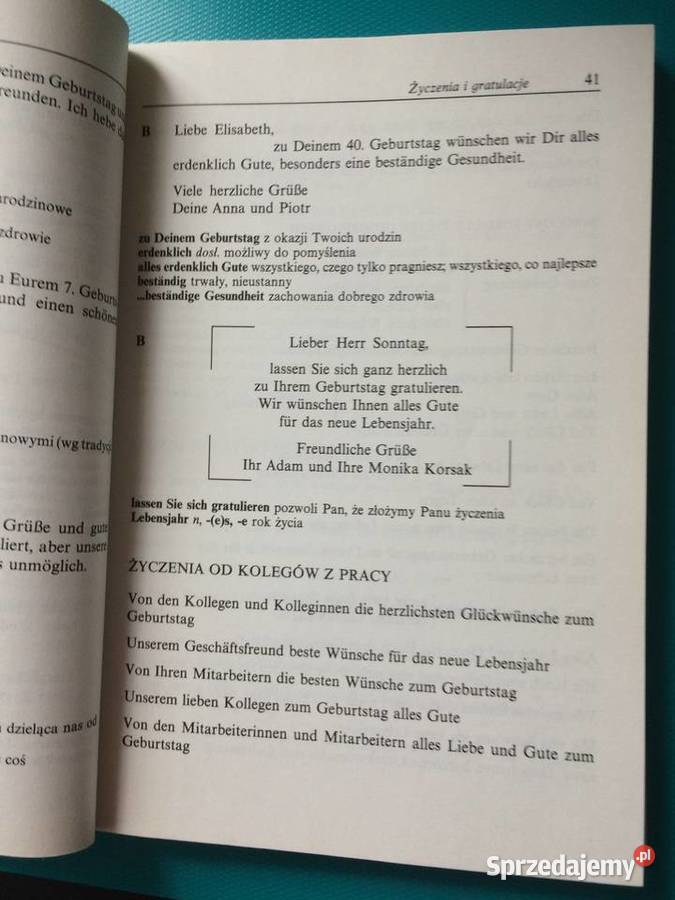 einem Geburtstag
reunden. Ich hebe
rodzinowe
zdrowie
Eurem 7. Geburts
und einen schöne
nowymi (wg tradyc
Grüße und gute
liert, aber unsere
s unmöglich.
dzieląca nas od
coś
Życzenia i gratulacje 41
B Liebe Elisabeth,
zu Deinem 40. Geburtstag wünschen wir Dir alles
erdenklich Gute, besonders eine beständige Gesundheit.
Viele herzliche Grüße
Deine Anna und Piotr
zu Deinem Geburtstag z okazji Twoich urodzin
erdenklich dosł. możliwy do pomyślenia
alles erdenklich Gute wszystkiego, czego tylko pragniesz; wszystkiego, co najlepsze
beständig trwały, nieustanny
...beständige Gesundheit zachowania dobrego zdrowia
B Lieber Herr Sonntag,
lassen Sie sich ganz herzlich
zu Ihrem Geburtstag gratulieren.
Wir wünschen Ihnen alles Gute
für das neue Lebensjahr.
Freundliche Grüße
Ihr Adam und Ihre Monika Korsak
lassen Sie sich gratulieren pozwoli Pan, że złożymy Panu życzenia
Lebensjahr n, -(e)s, -e rok życia
ŻYCZENIA OD KOLEGÓW Z PRACY
Von den Kollegen und Kolleginnen die herzlichsten Glückwünsche zum
Geburtstag
Unserem Geschäftsfreund beste Wünsche für das neue Lebensjahr
Von Ihren Mitarbeitern die besten Wünsche zum Geburtstag
Unserem lieben Kollegen zum Geburtstag alles Gute
Von den Mitarbeiterinnen und Mitarbeitern alles Liebe und Gute zum
Geburtstag
Sprzedajemy.pl